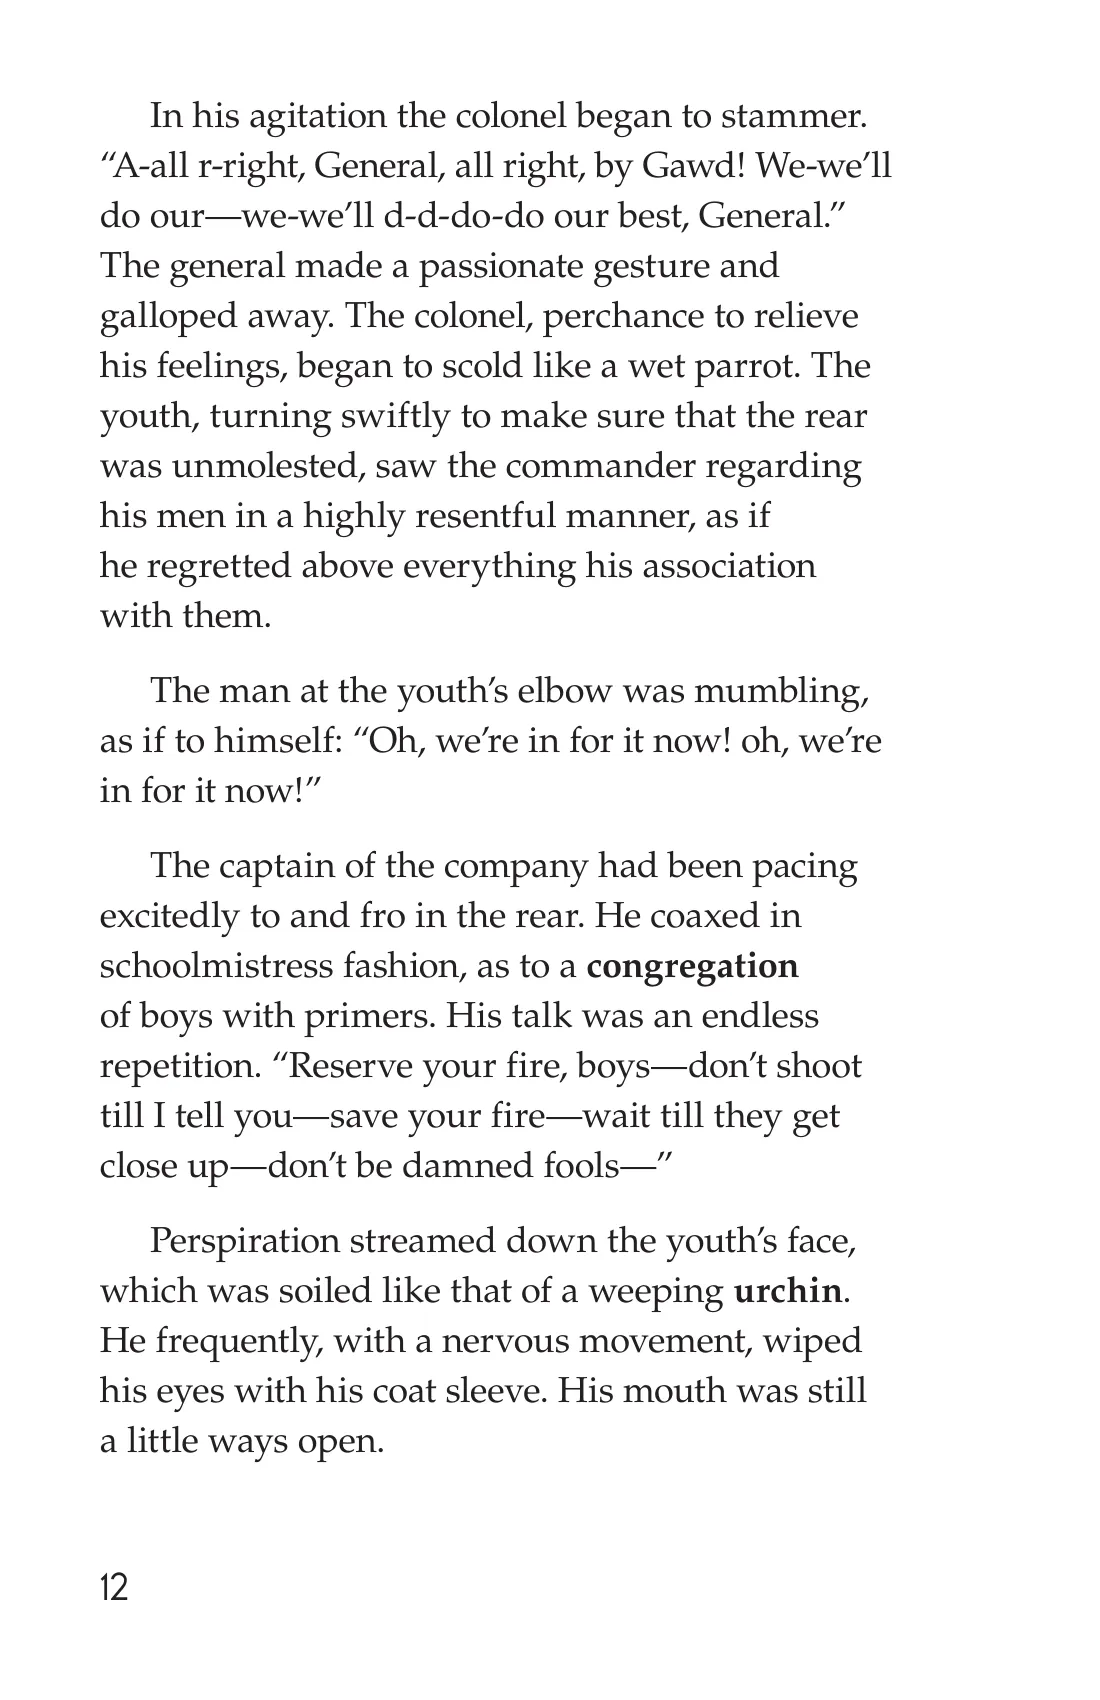 In his agitation the colonel began to stammer.
“A-all r-right, General, all right, by Gawd! We-we’ll
do our—we-we’ll d-d-do-do our best, General.”
The general made a passionate gesture and
galloped away. The colonel, perchance to relieve
his feelings, began to scold like a wet parrot. The
youth, turning swiftly to make sure that the rear
was unmolested, saw the commander regarding
his men in a highly resentful manner, as if
he regretted above everything his association
with them.
The man at the youth’s elbow was mumbling,
as if to himself: “Oh, we’re in for it now! oh, we’re
in for it now!”
The captain of the company had been pacing
excitedly to and fro in the rear. He coaxed in
schoolmistress fashion, as to a congregation
of boys with primers. His talk was an endless
repetition. “Reserve your fire, boys—don’t shoot
till I tell you—save your fire—wait till they get
close up—don’t be damned fools—”
Perspiration streamed down the youth’s face,
which was soiled like that of a weeping urchin.
He frequently, with a nervous movement, wiped
his eyes with his coat sleeve. His mouth was still
a little ways open.
12